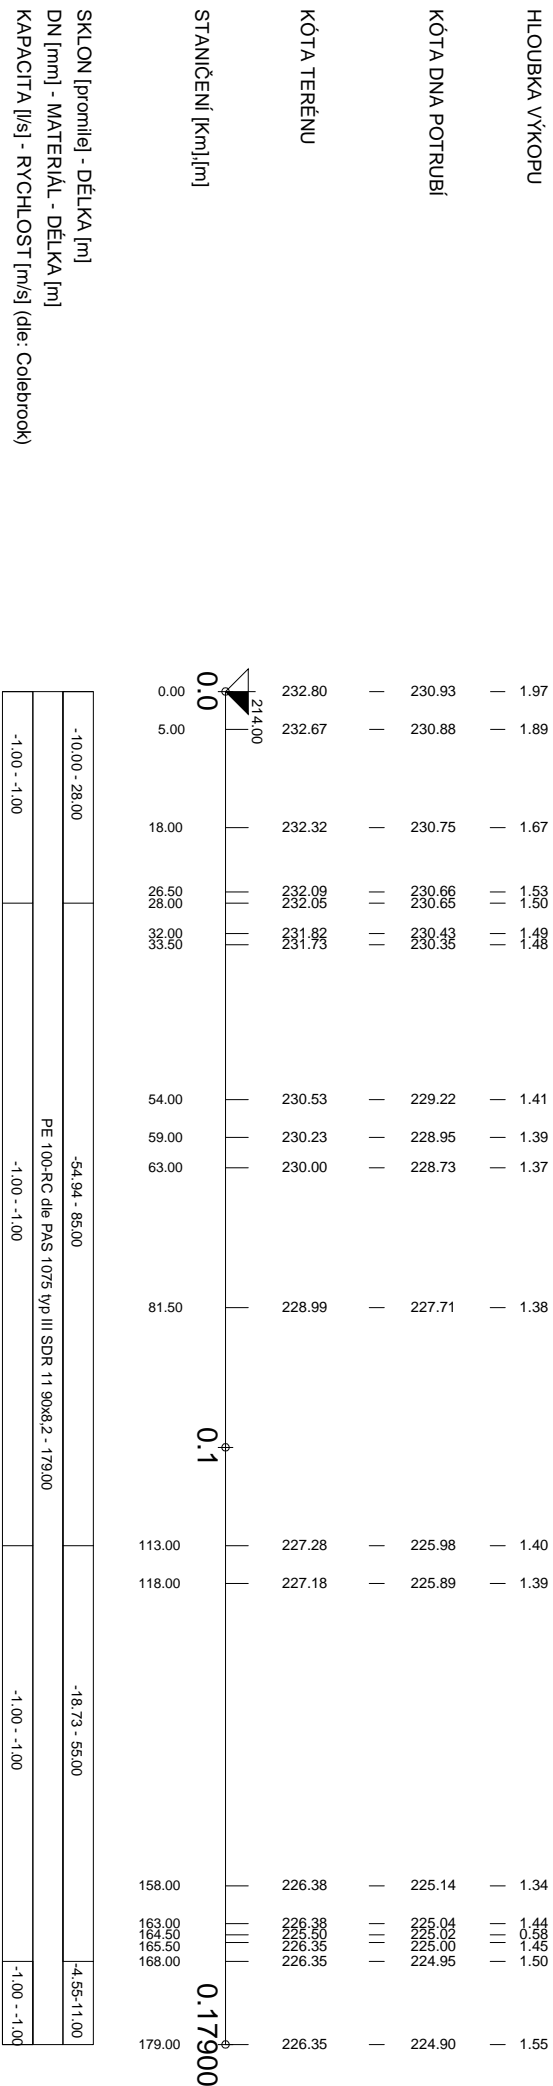 HLOUBKA VÝKOPU
1.97 1.89 1.67 1.53 1.50 1.49 1.48 1.41 1.39 1.37 1.38 1.40 1.39 1.34 1.44 0.58 1.45 1.50 1.55
KÓTA DNA POTRUBÍ
230.93 230.88 230.75 230.66 230.65 230.43 230.35 229.22 228.95 228.73 227.71 225.98 225.89 225.14 225.04 225.02 225.00 224.95 224.90
KÓTA TERÉNU
232.80 232.67 232.32 232.09 232.05 231.82 231.73 230.53 230.23 230.00 228.99 227.28 227.18 226.38 226.38 225.50 226.35 226.35 226.35
214.00
0.0 0.1 0.17900
STANIČENÍ [Km],[m]
0.00 5.00 18.00 26.50 28.00 32.00 33.50 54.00 59.00 63.00 81.50 113.00 118.00 158.00 163.00 164.50 165.50 168.00 179.00
SKLON [promile] - DÉLKA [m]
-10.00 - 28.00 -54.94 - 85.00 -18.73 - 55.00 -4.55-11.00
DN [mm] - MATERIÁL - DÉLKA [m]
PE 100-RC dle PAS 1075 typ III SDR 11 90x8,2 - 179.00
KAPACITA [l/s] - RYCHLOST [m/s] (dle: Colebrook)
-1.00 - -1.00 -1.00 - -1.00 -1.00 - -1.00 -1.00 - -1.00